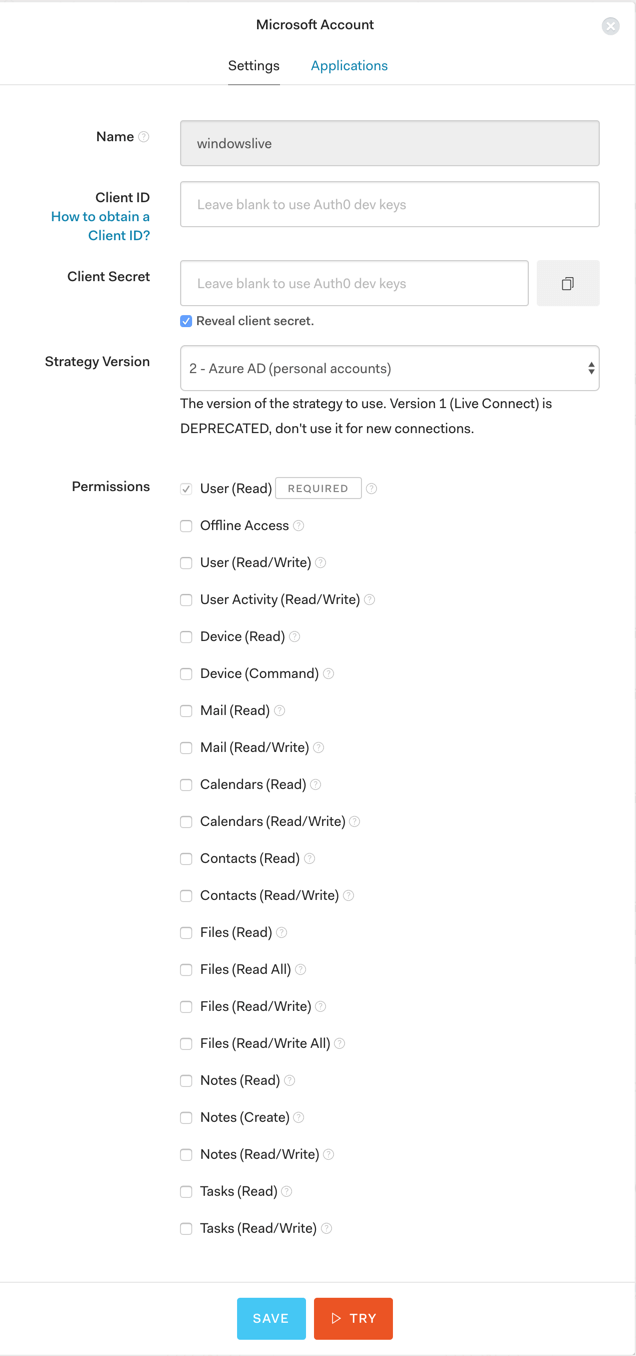 Microsoft Account
Settings Applications
Name
windowslive
Client ID
How to obtain a
Client ID?
Leave blank to use Auth0 dev keys
Client Secret
Leave blank to use Auth0 dev keys
Reveal client secret.
Strategy Version
2 - Azure AD (personal accounts)
The version of the strategy to use. Version 1 (Live Connect) is
DEPRECATED, don't use it for new connections.
Permissions
User (Read) REQUIRED
Offline Access
User (Read/Write)
User Activity (Read/Write)
Device (Read)
Device (Command)
Mail (Read)
Mail (Read/Write)
Calendars (Read)
Calendars (Read/Write)
Contacts (Read)
Contacts (Read/Write)
Files (Read)
Files (Read All)
Files (Read/Write)
Files (Read/Write All)
Notes (Read)
Notes (Create)
Notes (Read/Write)
Tasks (Read)
Tasks (Read/Write)
SAVE TRY